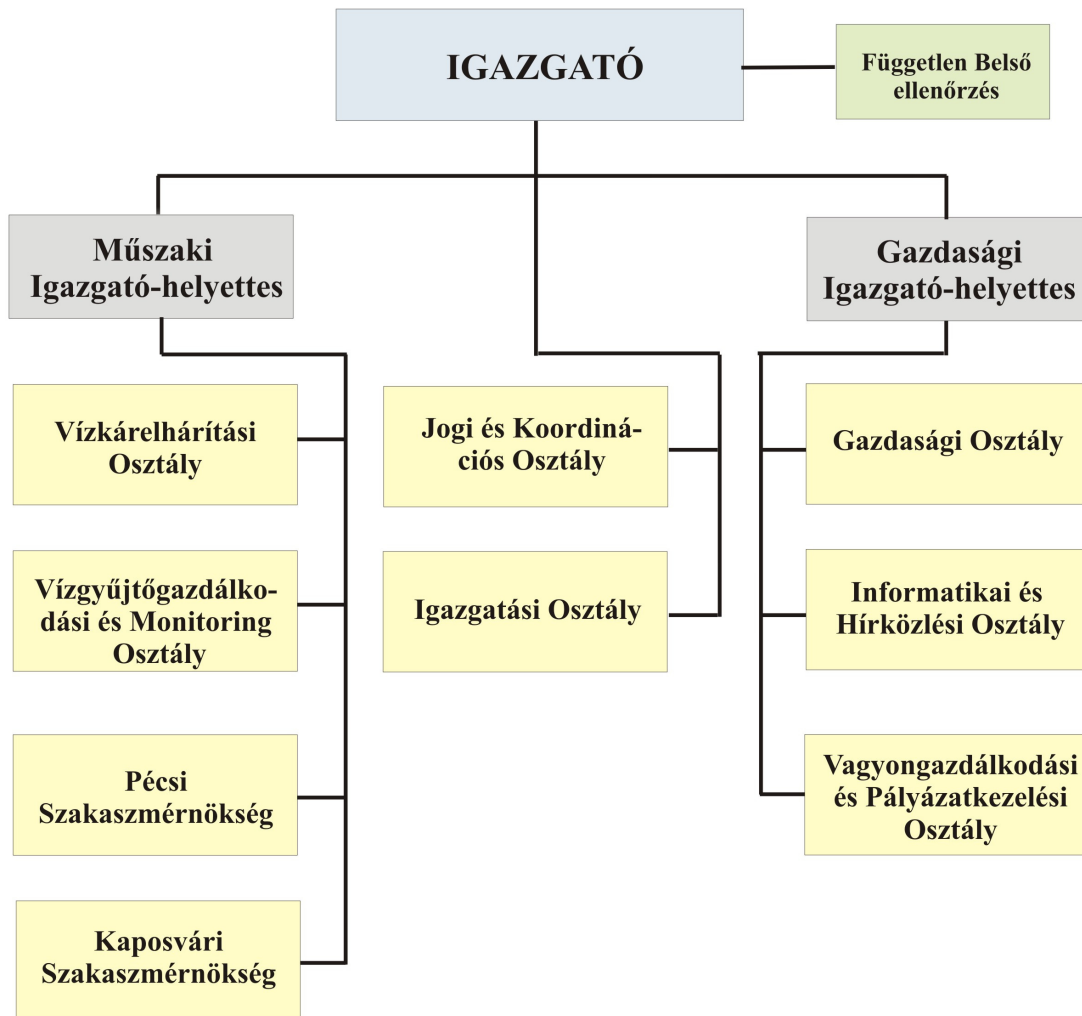 IGAZGATÓ
Független Belső
ellenőrzés
Műszaki
Igazgató-helyettes
Gazdasági
Igazgató-helyettes
Vízkárelhárítási
Osztály
Jogi és Koordiná-
ciós Osztály
Gazdasági Osztály
Vízgyűjtőgazdálko-
dási és Monitoring
Osztály
Igazgatási Osztály
Informatikai és
Hírközlési Osztály
Pécsi
Szakaszmérnökség
Vagyongazdálkodási
és Pályázatkezelési
Osztály
Kaposvári
Szakaszmérnökség